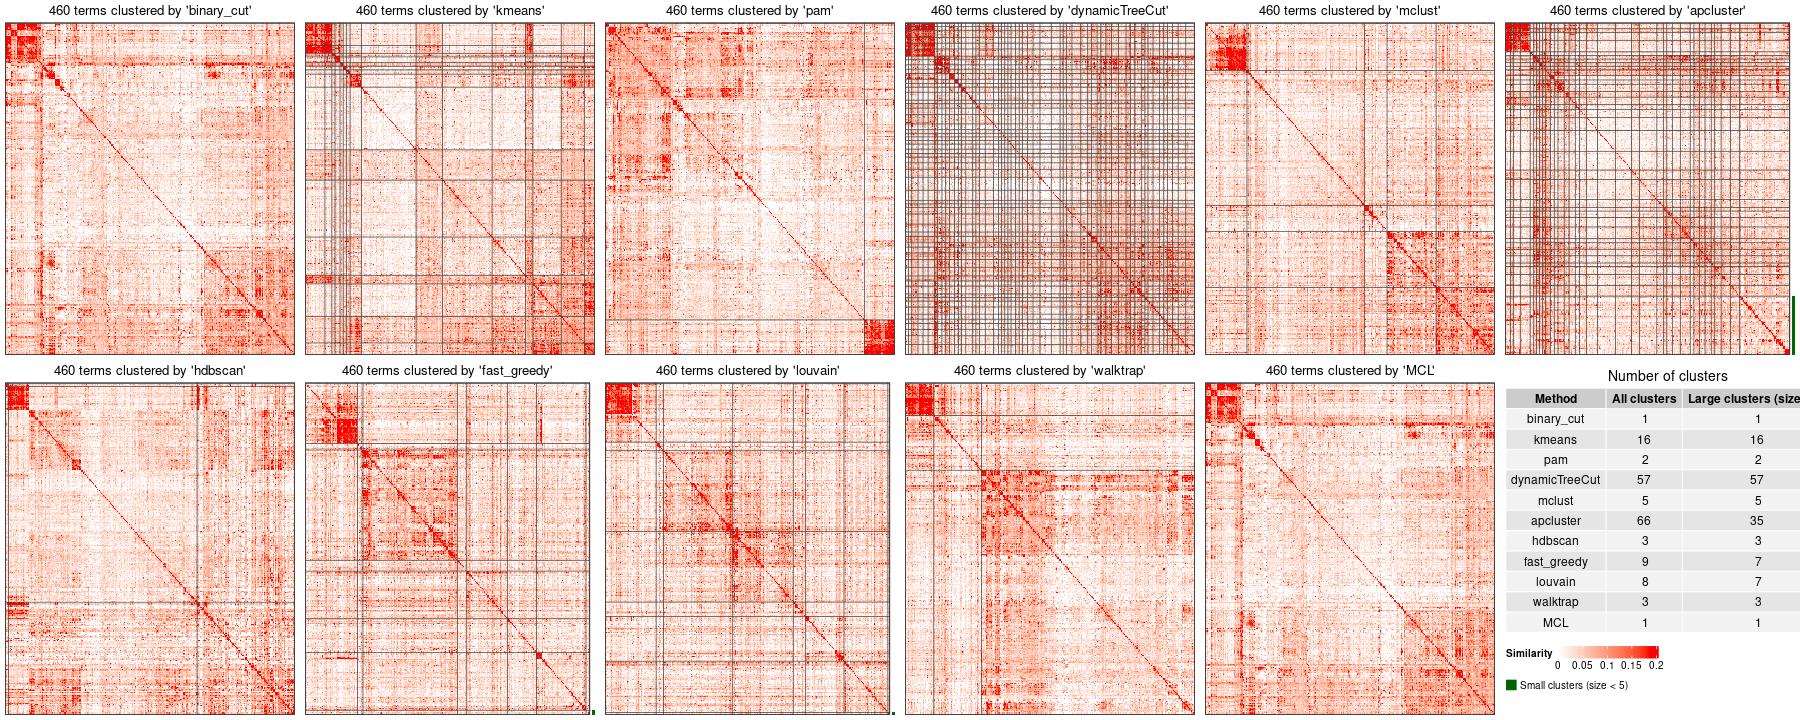 460 terms clustered by 'binary_cut'
460 terms clustered by 'kmeans'
460 terms clustered by 'pam'
460 terms clustered by 'dynamicTreeCut'
460 terms clustered by 'mclust'
460 terms clustered by 'apcluster'
460 terms clustered by 'hdbscan'
460 terms clustered by 'fast_greedy'
460 terms clustered by 'louvain'
460 terms clustered by 'walktrap'
460 terms clustered by 'MCL'
Number of clusters
Method All clusters Large clusters (size
binary_cut 1 1
kmeans 16 16
pam 2 2
dynamicTreeCut 57 57
mclust 5 5
apcluster 66 35
hdbscan 3 3
fast_greedy 9 7
louvain 8 7
walktrap 3 3
MCL 1 1
Similarity
0 0.05 0.1 0.15 0.2
Small clusters (size < 5)